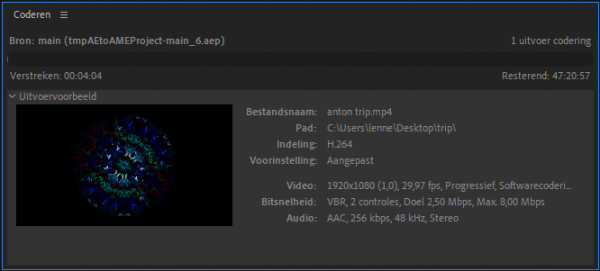 Coderen
Bron: main (tmpAEtoAMEProject-main_6.aep) 1 uitvoer codering
Verstreken: 00:04:04 Resterend: 47:20:57
Uitvoervoorbeeld
Bestandsnaam: anton trip.mp4
Pad: C:\Users\lenne\Desktop\trip\
Indeling: H.264
Voorinstelling: Aangepast
Video: 1920x1080 (1,0), 29,97 fps, Progressief, Softwarecoderi...
Bitsnelheid: VBR, 2 controles, Doel 2,50 Mbps, Max. 8,00 Mbps
Audio: AAC, 256 kbps, 48 kHz, Stereo